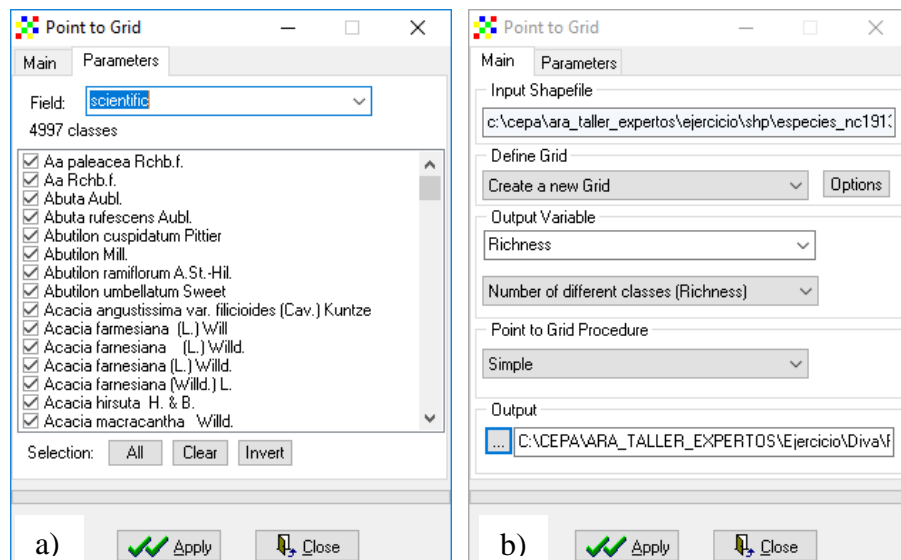 Point to Grid
Main Parameters
Field: scientific
4997 classes
Aa paleacea Rchb.f.
Aa Rchb.f.
Abuta Aubl.
Abuta rufescens Aubl.
Abutilon cuspidatum Pittier
Abutilon Mill.
Abutilon ramiflorum A.St.-Hil.
Abutilon umbellatum Sweet
Acacia angustissima var. filicioides (Cav.) Kuntze
Acacia farmesiana (L.) Will
Acacia farnesiana (L.) Willd.
Acacia farnesiana (L.) Willd.
Acacia farnesiana (Willd.) L.
Acacia hirsuta H. & B.
Acacia macracantha Willd.
Selection: All Clear Invert
a) Apply Close
Point to Grid
Main Parameters
Input Shapefile
c:\cepa\ara_taller_expertos\ejercicio\shp\especies_nc1913
Define Grid
Create a new Grid Options
Output Variable
Richness
Number of different classes (Richness)
Point to Grid Procedure
Simple
Output
... C:\CEPA\ARA_TALLER_EXPERTOS\Ejercicio\Diva\
b) Apply Close